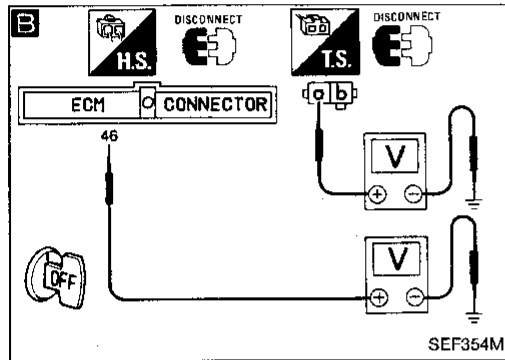 B
DISCONNECT
H.S.
DISCONNECT
T.S.
ECM CONNECTOR
a b
46
V
+ −
V
+ −
OFF
SEF354M